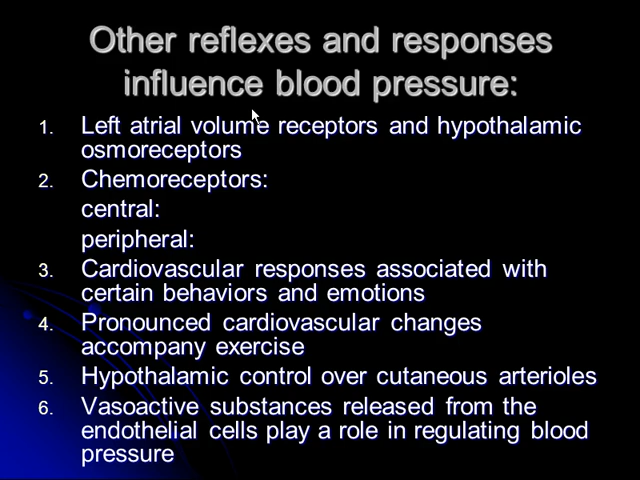 Other reflexes and responses
influence blood pressure:
1. Left atrial volume receptors and hypothalamic
osmoreceptors
2. Chemoreceptors:
central:
peripheral:
3. Cardiovascular responses associated with
certain behaviors and emotions
4. Pronounced cardiovascular changes
accompany exercise
5. Hypothalamic control over cutaneous arterioles
6. Vasoactive substances released from the
endothelial cells play a role in regulating blood
pressure